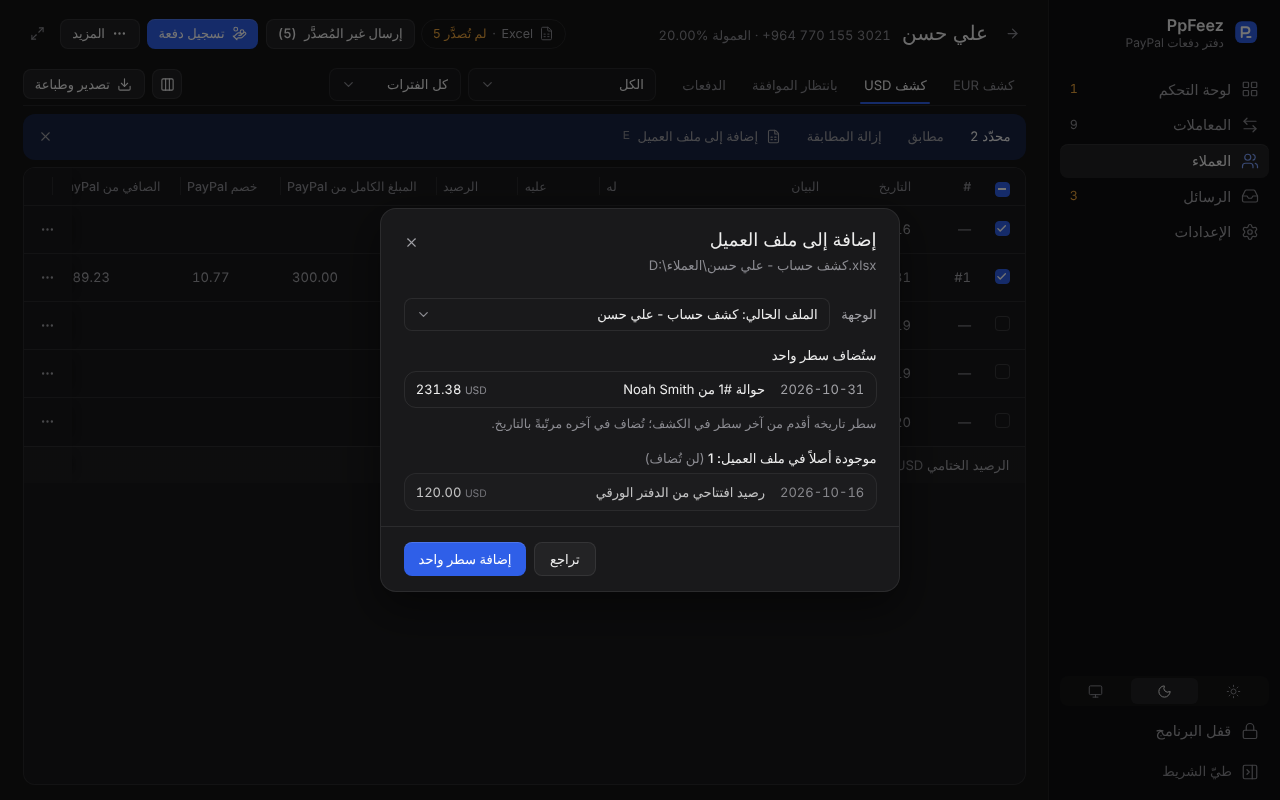 PpFeez
دفتر دفعات PayPal
لوحة التحكم 1
المعاملات 9
العملاء
الرسائل 3
الإعدادات
قفل البرنامج
طيّ الشريط
علي حسن +964 770 155 3021 · العمولة 20.00%
Excel · لم تُصدَّر 5
إرسال غير المُصدَّر (5)
تسجيل دفعة
المزيد
كشف EUR
كشف USD
بانتظار الموافقة
الدفعات
الكل
كل الفترات
تصدير وطباعة
محدّد 2
مطابق
إزالة المطابقة
إضافة إلى ملف العميل E
# التاريخ البيان له عليه الرصيد المبلغ الكامل من PayPal خصم PayPal الصافي من
— 
#1 300.00 10.77 89.23
—
—
—
الرصيد الختامي USD
إضافة إلى ملف العميل
D:\العملاء\كشف حساب - علي حسن.xlsx
الوجهة
الملف الحالي: كشف حساب - علي حسن
ستُضاف سطر واحد
2026-10-31 حوالة #1 من Noah Smith 231.38 USD
سطر تاريخه أقدم من آخر سطر في الكشف؛ تُضاف في آخره مرتّبةً بالتاريخ.
موجودة أصلاً في ملف العميل: 1 (لن تُضاف)
2026-10-16 رصيد افتتاحي من الدفتر الورقي 120.00 USD
تراجع
إضافة سطر واحد